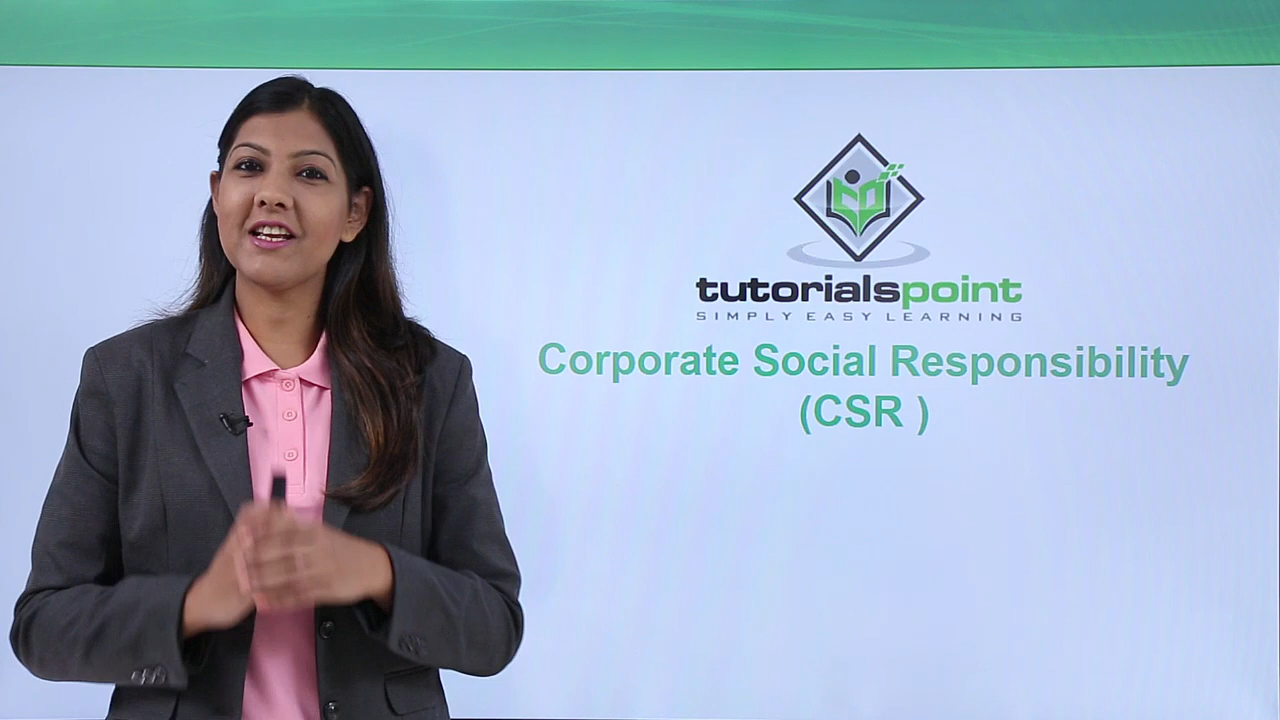 tutorialspoint
SIMPLY EASY LEARNING
Corporate Social Responsibility
(CSR )